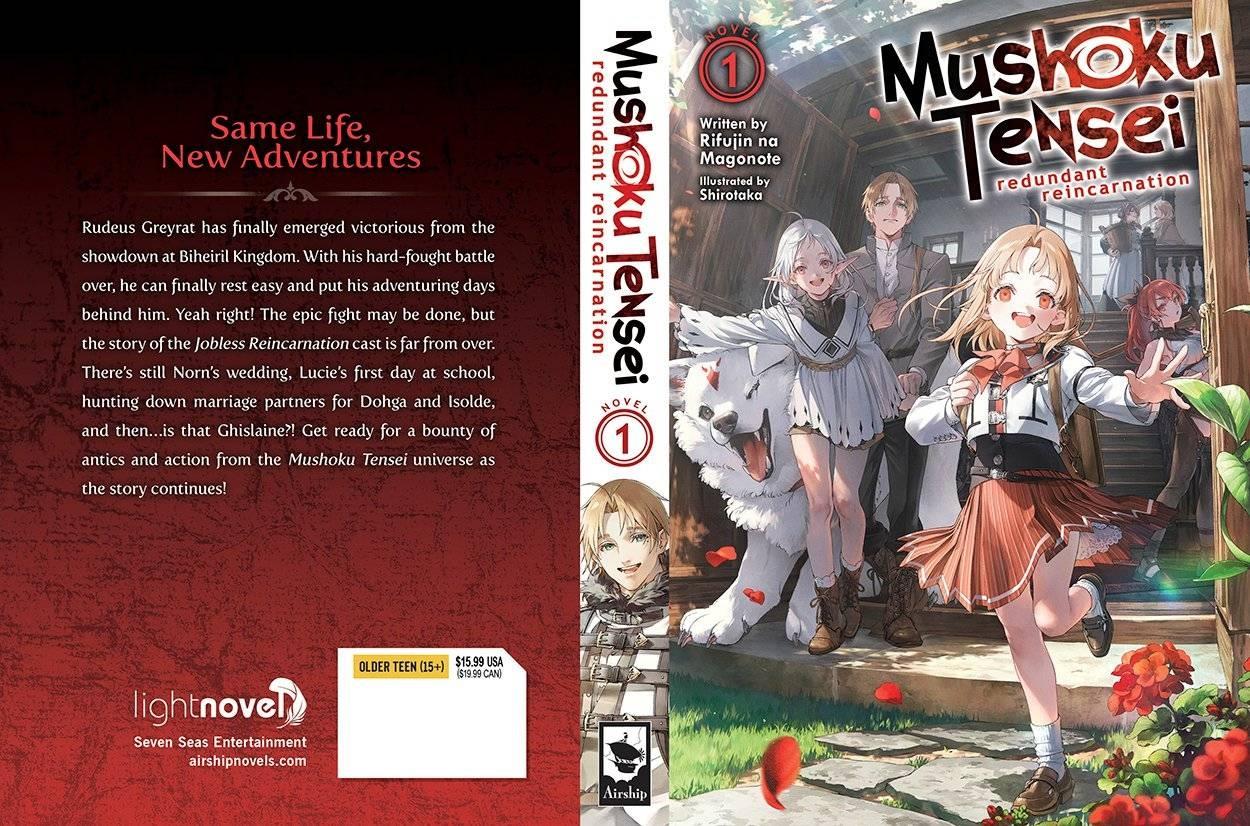 Same Life,
New Adventures
Rudeus Greyrat has finally emerged victorious from the
showdown at Biheiril Kingdom. With his hard-fought battle
over, he can finally rest easy and put his adventuring days
behind him. Yeah right! The epic fight may be done, but
the story of the Jobless Reincarnation cast is far from over.
There's still Norn's wedding, Lucie's first day at school,
hunting down marriage partners for Dohga and Isolde,
and then...is that Ghislaine?! Get ready for a bounty of
antics and action from the Mushoku Tensei universe as
the story continues!
lightnovel
Seven Seas Entertainment
airshipnovels.com
OLDER TEEN (15+)
$15.99 USA
($19.99 CAN)
Mushoku Tensei
redundant reincarnation
NOVEL
1
Airship
NOVEL
1
Written by
Rifujin na
Magonote
Illustrated by
Shirotaka
Mushoku
Tensei
redundant
reincarnation